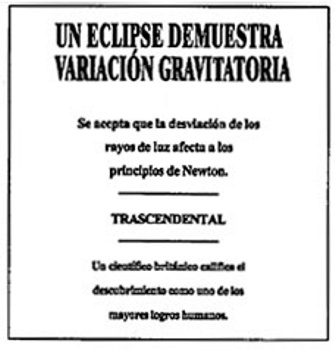 UN ECLIPSE DEMUESTRA
VARIACIÓN GRAVITATORIA
Se acepta que la desviación de los
rayos de luz afecta a los
principios de Newton.
TRASCENDENTAL
Un científico británico califica el
descubrimiento como uno de los
mayores logros humanos.